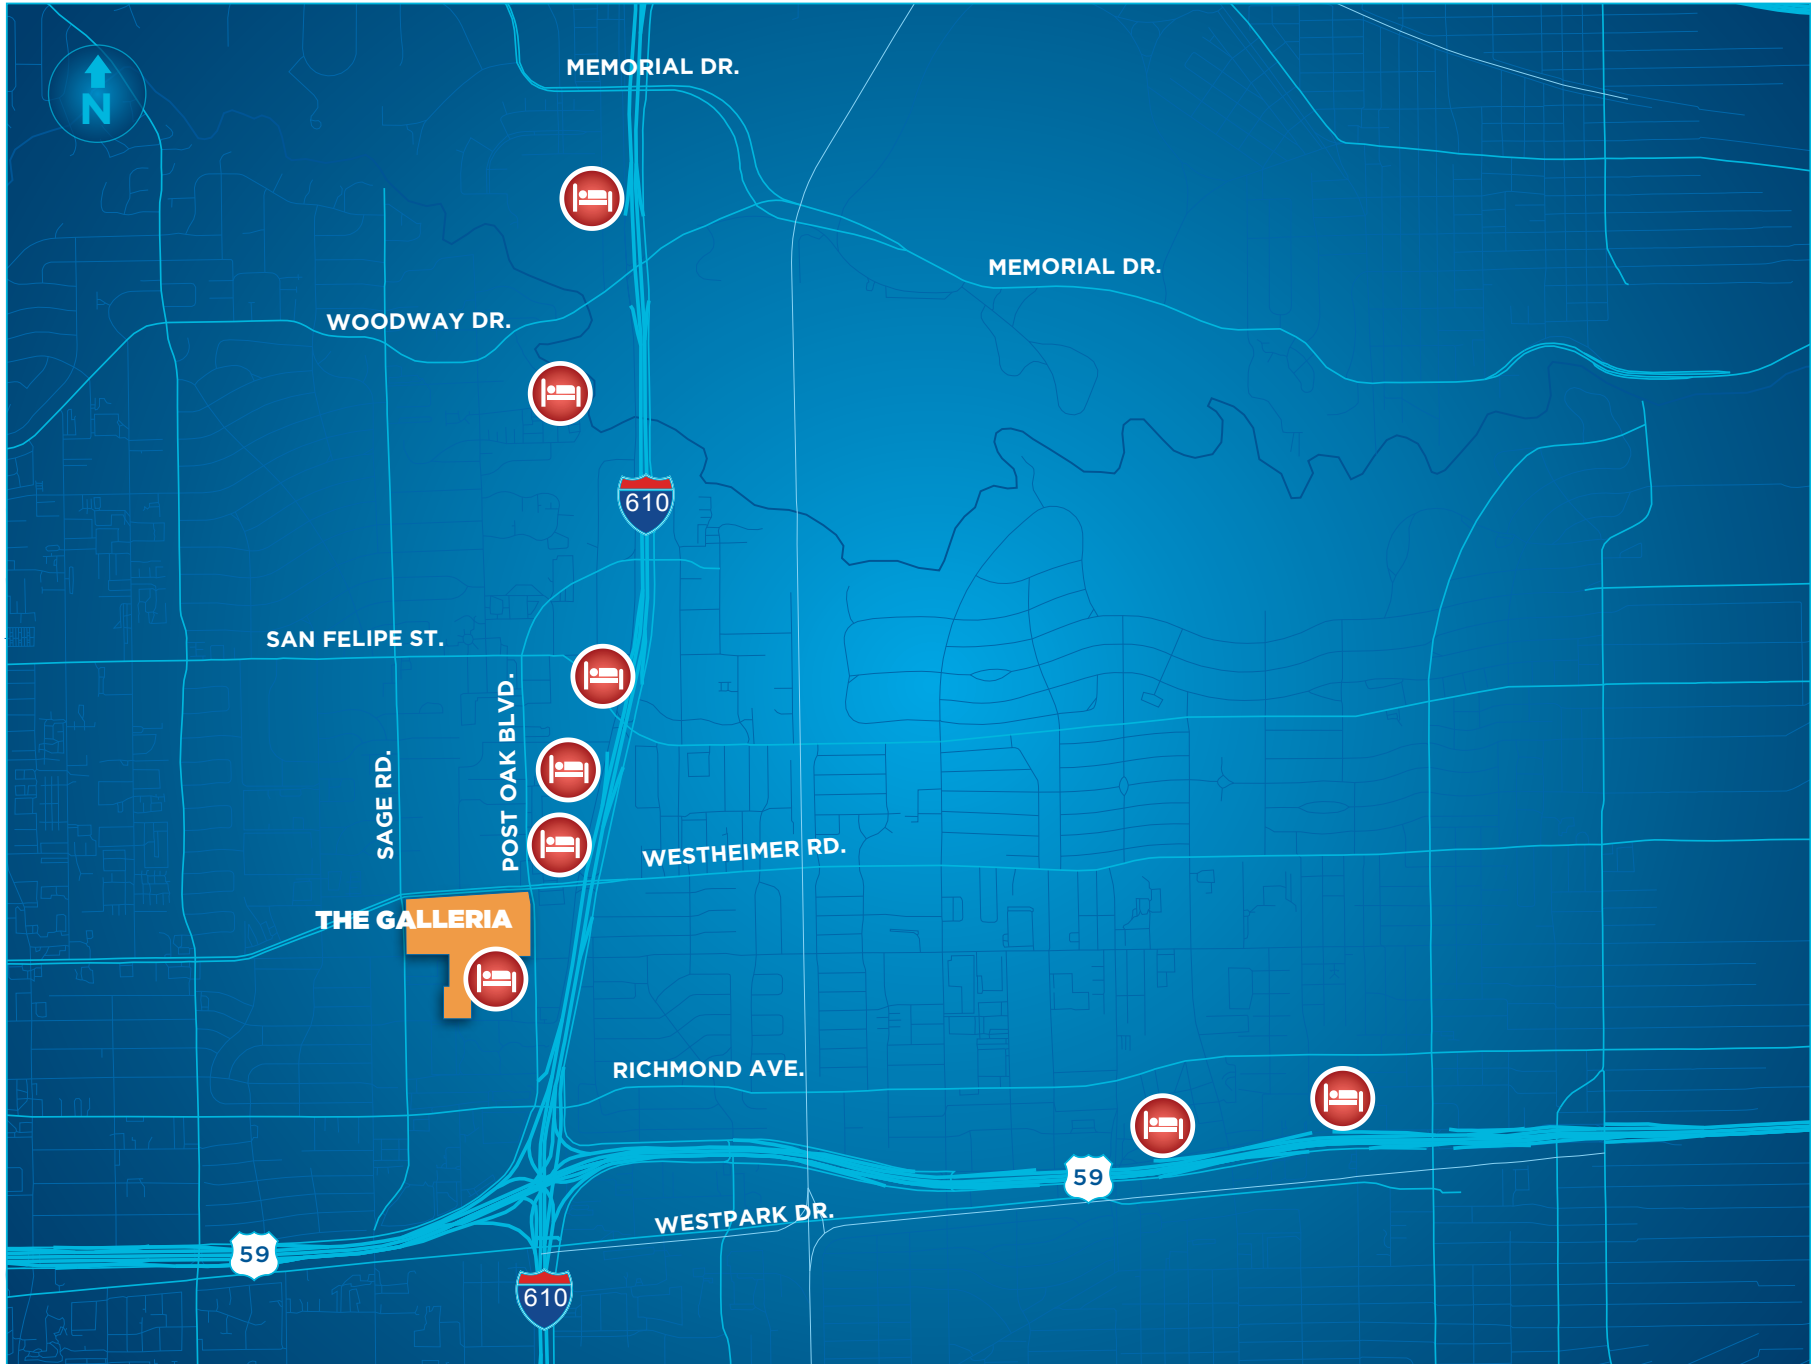 MEMORIAL DR.
N
MEMORIAL DR.
WOODWAY DR.
610
SAN FELIPE ST.
POST OAK BLVD.
SAGE RD.
WESTHEIMER RD.
THE GALLERIA
RICHMOND AVE.
59
WESTPARK DR.
59
610